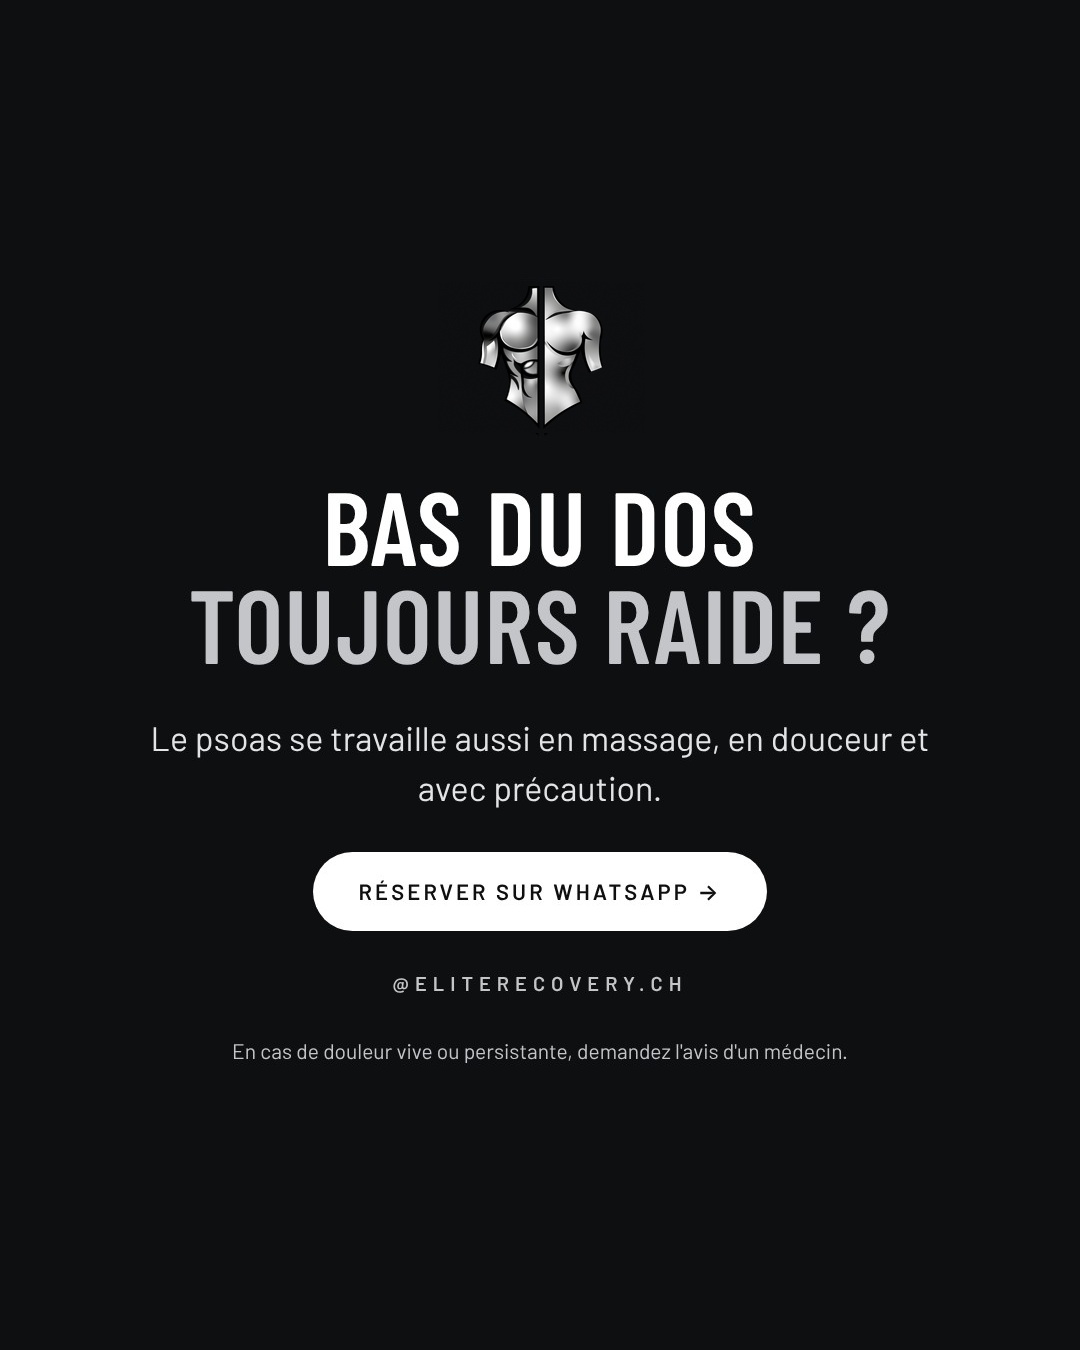 BAS DU DOS
TOUJOURS RAIDE ?
Le psoas se travaille aussi en massage, en douceur et
avec précaution.
RÉSERVER SUR WHATSAPP →
@ELITERECOVERY.CH
En cas de douleur vive ou persistante, demandez l'avis d'un médecin.